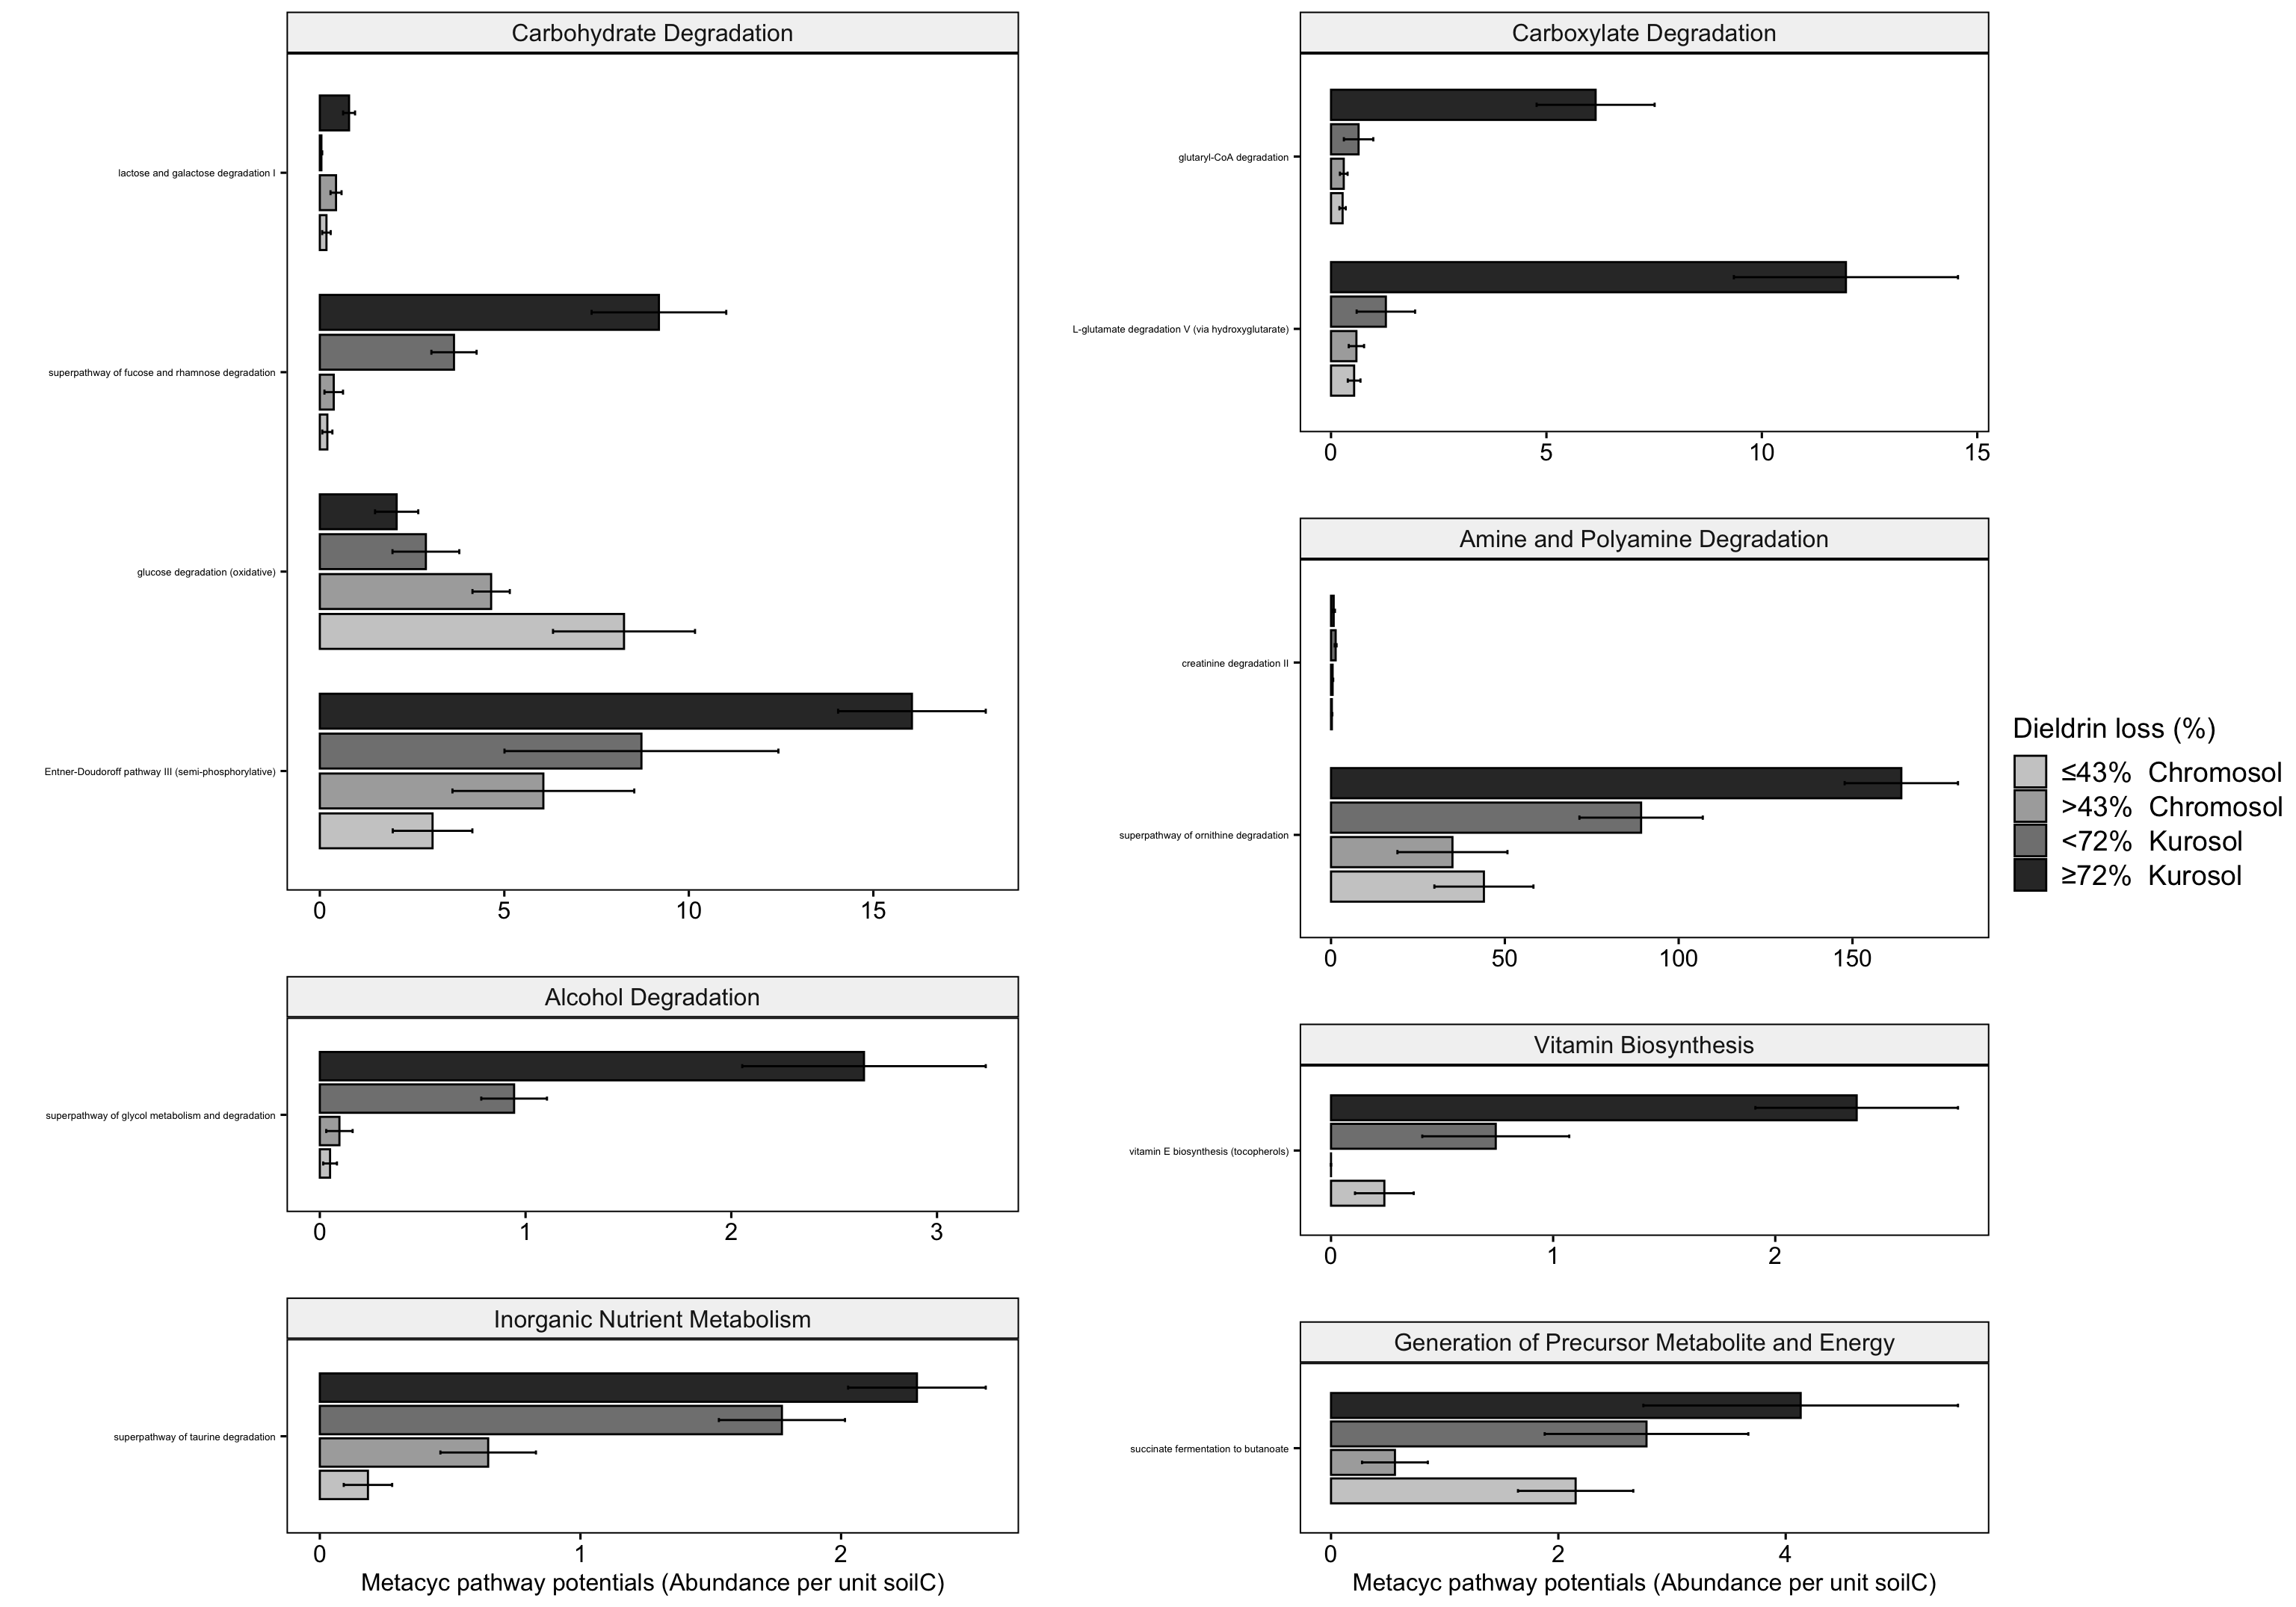 Carbohydrate Degradation
lactose and galactose degradation I
superpathway of fucose and rhamnose degradation
glucose degradation (oxidative)
Entner-Doudoroff pathway III (semi-phosphorylative)
0 5 10 15
Alcohol Degradation
superpathway of glycol metabolism and degradation
0 1 2 3
Inorganic Nutrient Metabolism
superpathway of taurine degradation
0 1 2
Metacyc pathway potentials (Abundance per unit soilC)
Carboxylate Degradation
glutaryl-CoA degradation
L-glutamate degradation V (via hydroxyglutarate)
0 5 10 15
Amine and Polyamine Degradation
creatinine degradation II
superpathway of ornithine degradation
0 50 100 150
Vitamin Biosynthesis
vitamin E biosynthesis (tocopherols)
0 1 2
Generation of Precursor Metabolite and Energy
succinate fermentation to butanoate
0 2 4
Metacyc pathway potentials (Abundance per unit soilC)
Dieldrin loss (%)
≤43% Chromosol
>43% Chromosol
<72% Kurosol
≥72% Kurosol